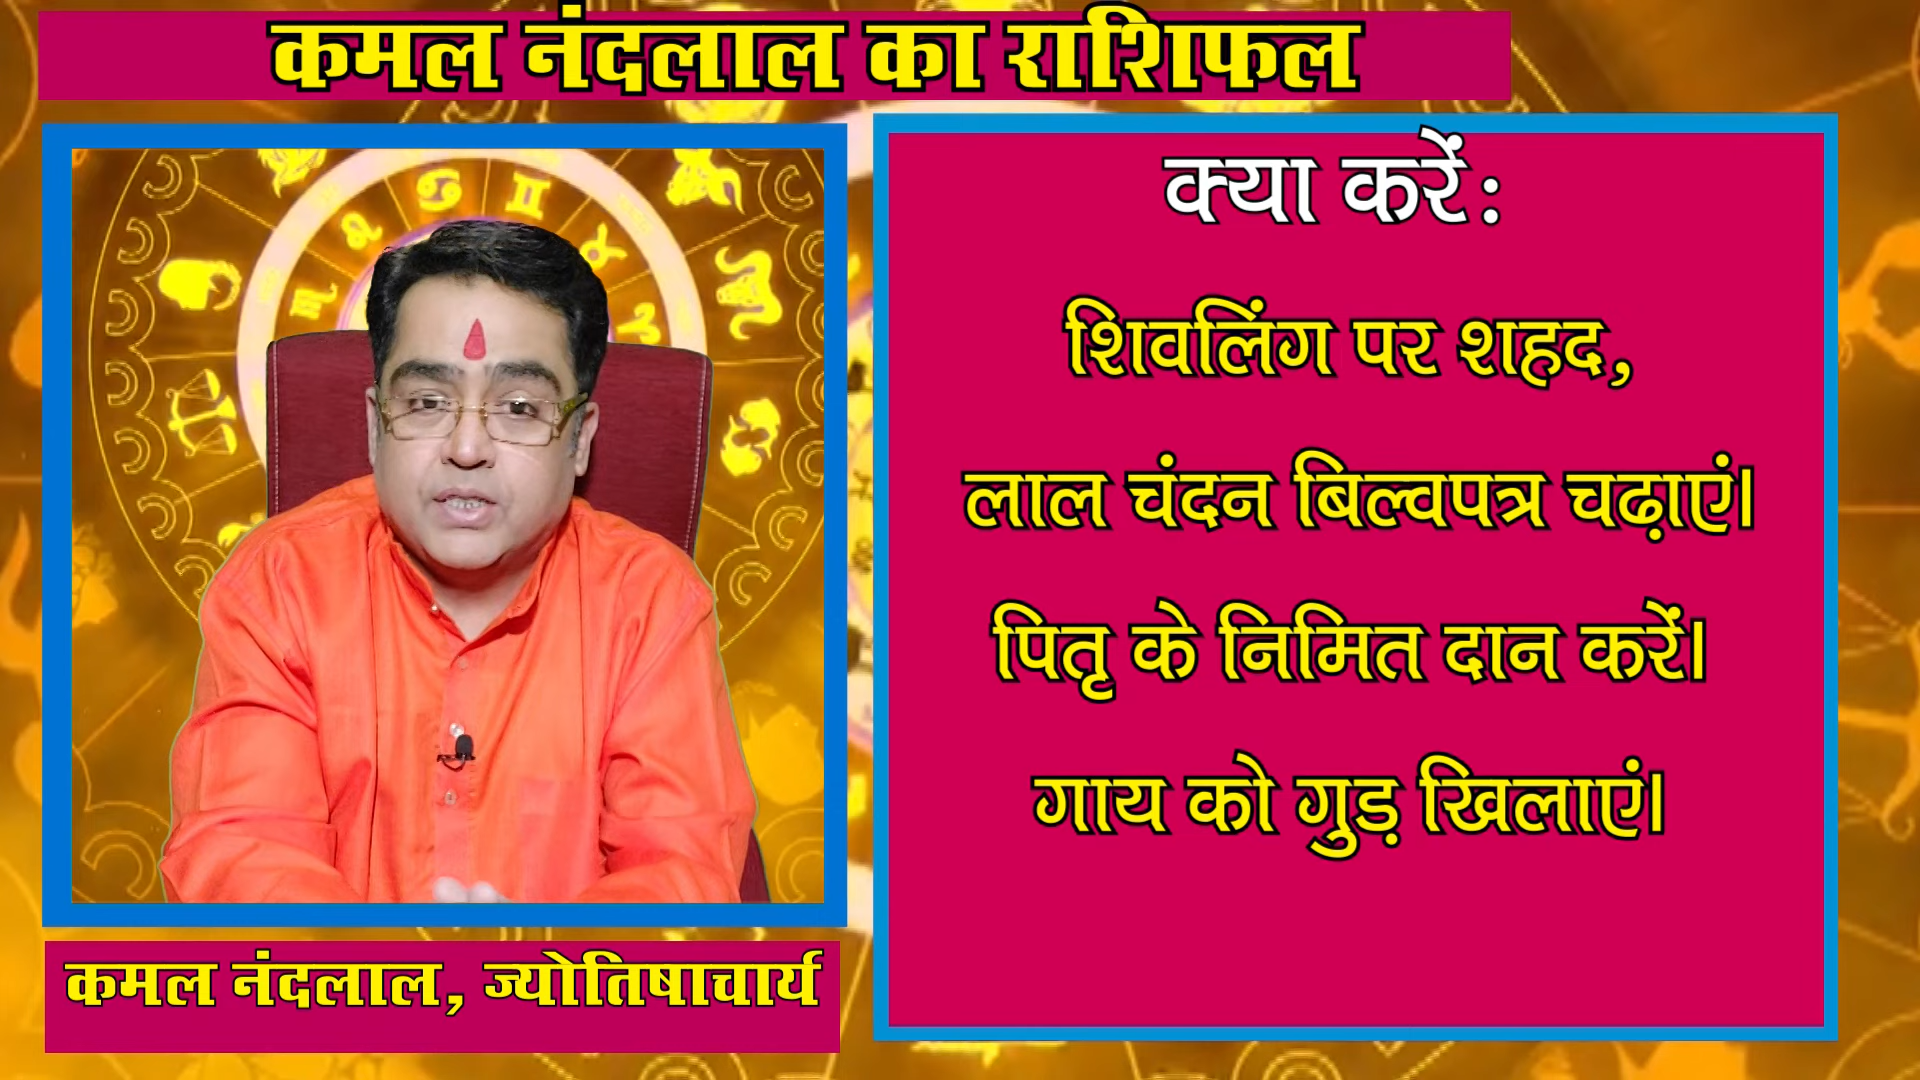 कमल नंदलाल का राशिफल
क्या करें:
शिवलिंग पर शहद,
लाल चंदन बिल्वपत्र चढ़ाएं।
पितृ के निमित दान करें।
गाय को गुड़ खिलाएं।
कमल नंदलाल, ज्योतिषाचार्य